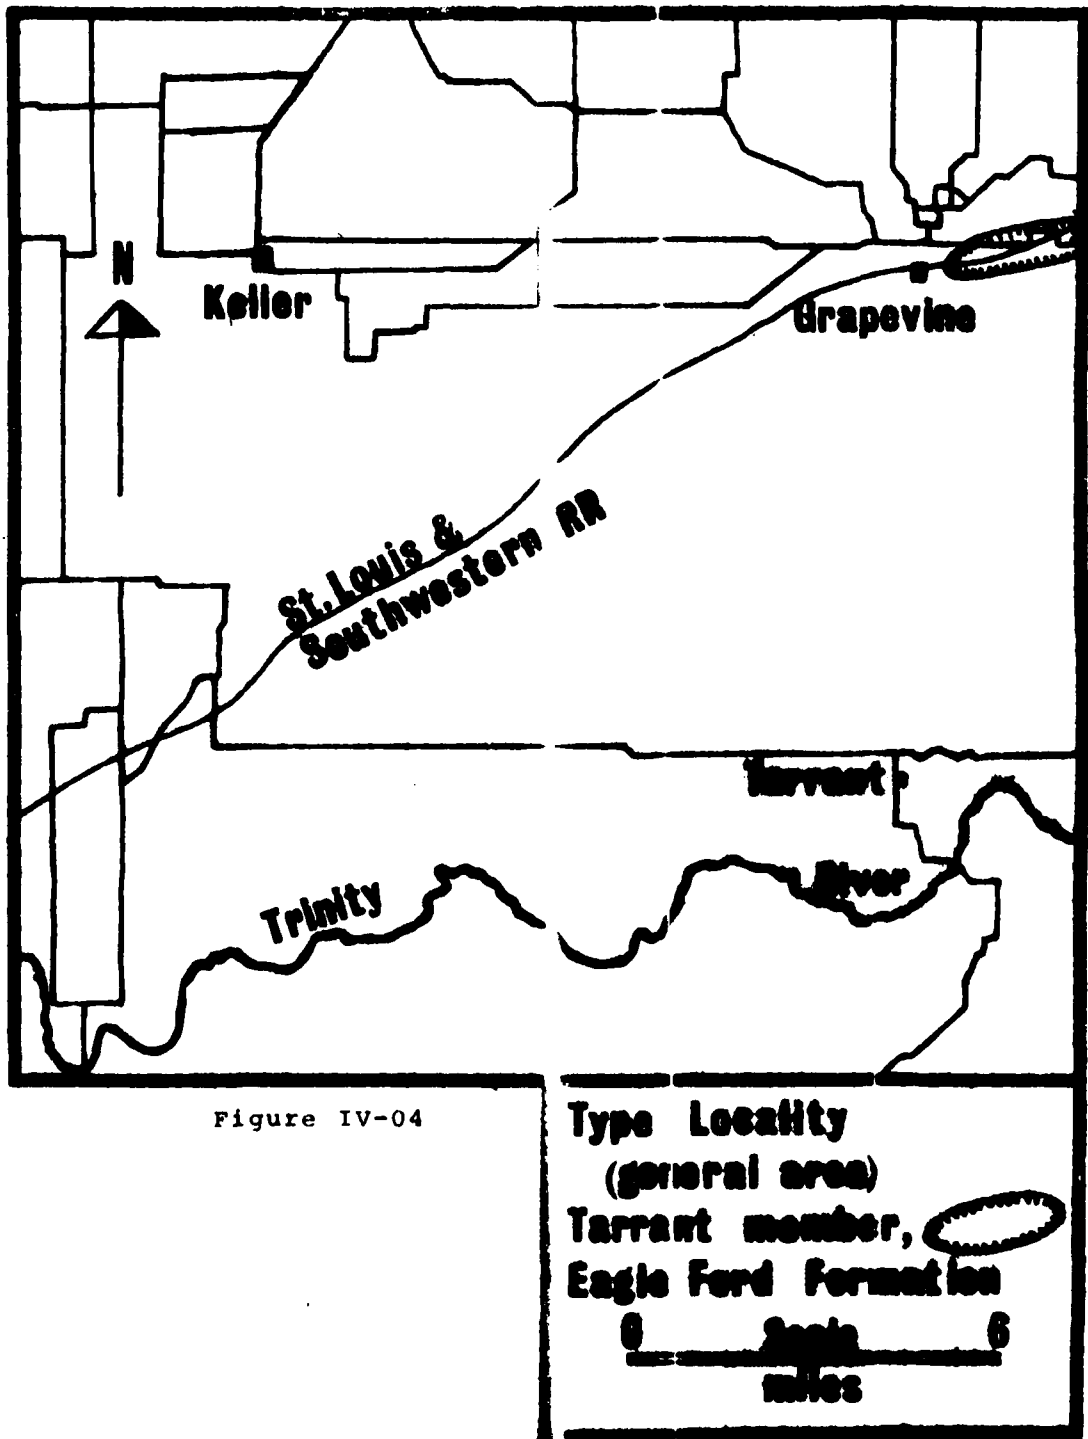 N
Keller
Grapevine
St. Louis &
Southwestern RR
Tarrant
Trinity River
Figure IV-04
Type Locality
(general area)
Tarrant member,
Eagle Ford Formation
0 Scale 6
miles